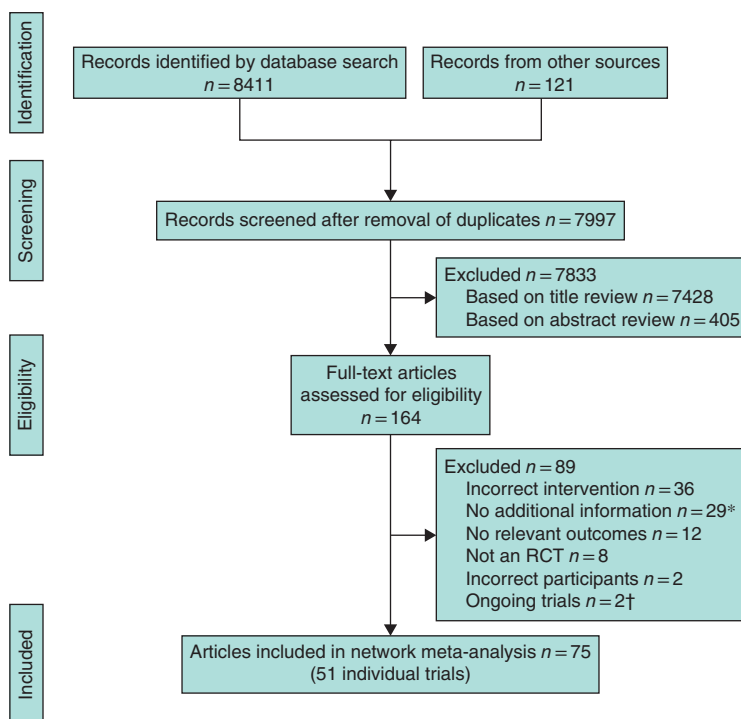 Identification
Records identified by database search
n = 8411
Records from other sources
n = 121
Screening
Records screened after removal of duplicates n = 7997
Excluded n = 7833
Based on title review n = 7428
Based on abstract review n = 405
Eligibility
Full-text articles
assessed for eligibility
n = 164
Excluded n = 89
Incorrect intervention n = 36
No additional information n = 29*
No relevant outcomes n = 12
Not an RCT n = 8
Incorrect participants n = 2
Ongoing trials n = 2†
Included
Articles included in network meta-analysis n = 75
(51 individual trials)